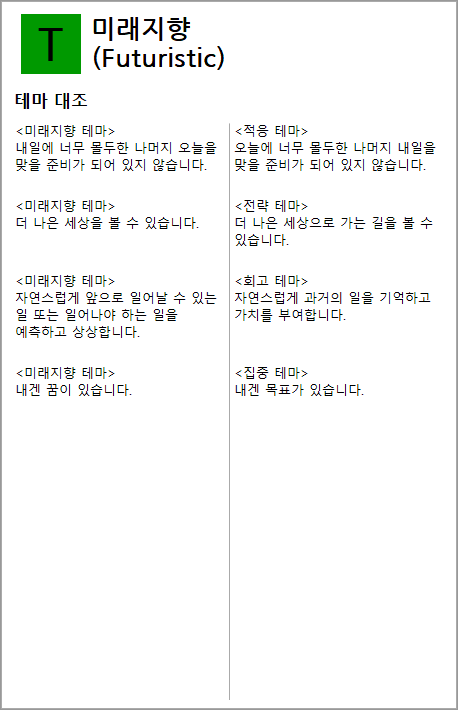 T
미래지향
(Futuristic)
테마 대조
<미래지향 테마>
내일에 너무 몰두한 나머지 오늘을
맞을 준비가 되어 있지 않습니다.
<적응 테마>
오늘에 너무 몰두한 나머지 내일을
맞을 준비가 되어 있지 않습니다.
<미래지향 테마>
더 나은 세상을 볼 수 있습니다.
<전략 테마>
더 나은 세상으로 가는 길을 볼 수
있습니다.
<미래지향 테마>
자연스럽게 앞으로 일어날 수 있는
일 또는 일어나야 하는 일을
예측하고 상상합니다.
<회고 테마>
자연스럽게 과거의 일을 기억하고
가치를 부여합니다.
<미래지향 테마>
내겐 꿈이 있습니다.
<집중 테마>
내겐 목표가 있습니다.